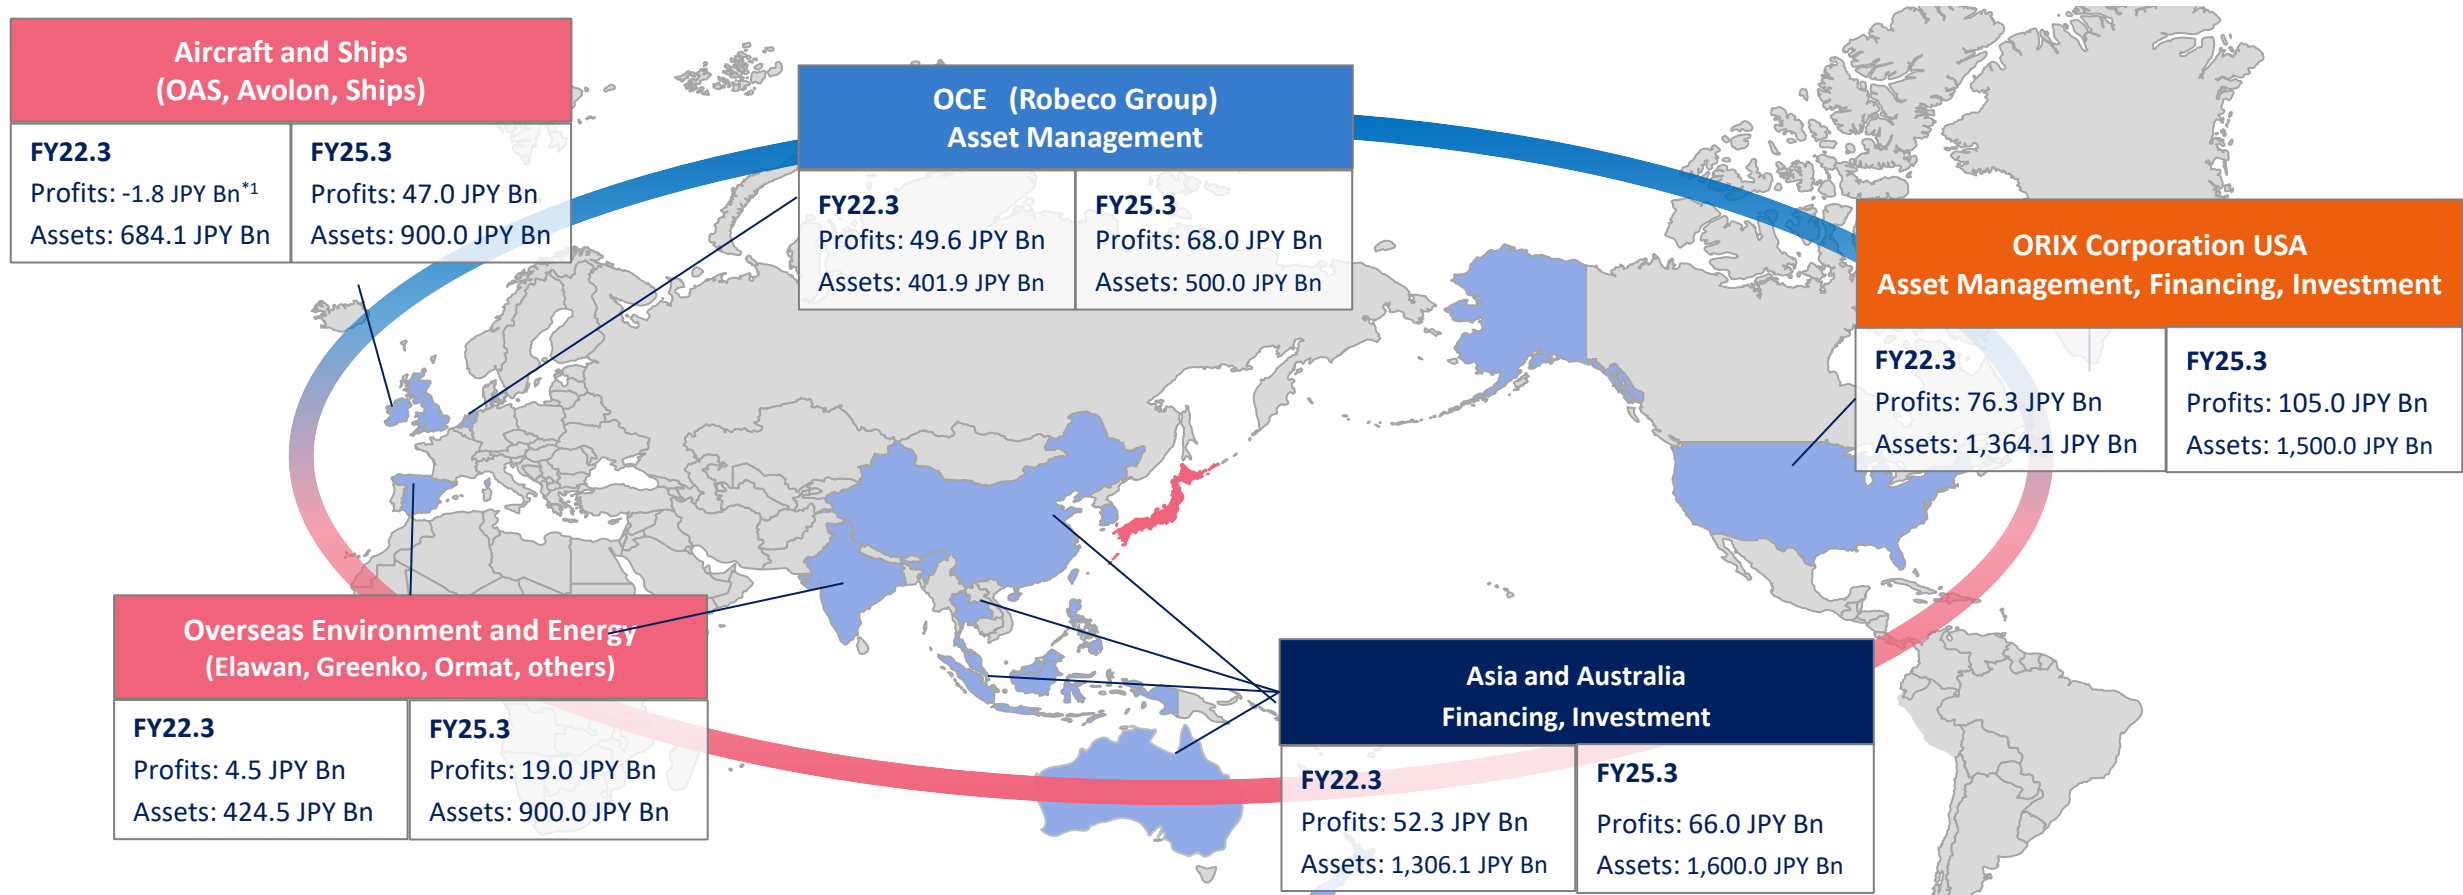 Aircraft and Ships
(OAS, Avolon, Ships)
FY22.3
Profits: -1.8 JPY Bn*1
Assets: 684.1 JPY Bn
FY25.3
Profits: 47.0 JPY Bn
Assets: 900.0 JPY Bn
OCE (Robeco Group)
Asset Management
FY22.3
Profits: 49.6 JPY Bn
Assets: 401.9 JPY Bn
FY25.3
Profits: 68.0 JPY Bn
Assets: 500.0 JPY Bn
ORIX Corporation USA
Asset Management, Financing, Investment
FY22.3
Profits: 76.3 JPY Bn
Assets: 1,364.1 JPY Bn
FY25.3
Profits: 105.0 JPY Bn
Assets: 1,500.0 JPY Bn
Overseas Environment and Energy
(Elawan, Greenko, Ormat, others)
FY22.3
Profits: 4.5 JPY Bn
Assets: 424.5 JPY Bn
FY25.3
Profits: 19.0 JPY Bn
Assets: 900.0 JPY Bn
Asia and Australia
Financing, Investment
FY22.3
Profits: 52.3 JPY Bn
Assets: 1,306.1 JPY Bn
FY25.3
Profits: 66.0 JPY Bn
Assets: 1,600.0 JPY Bn